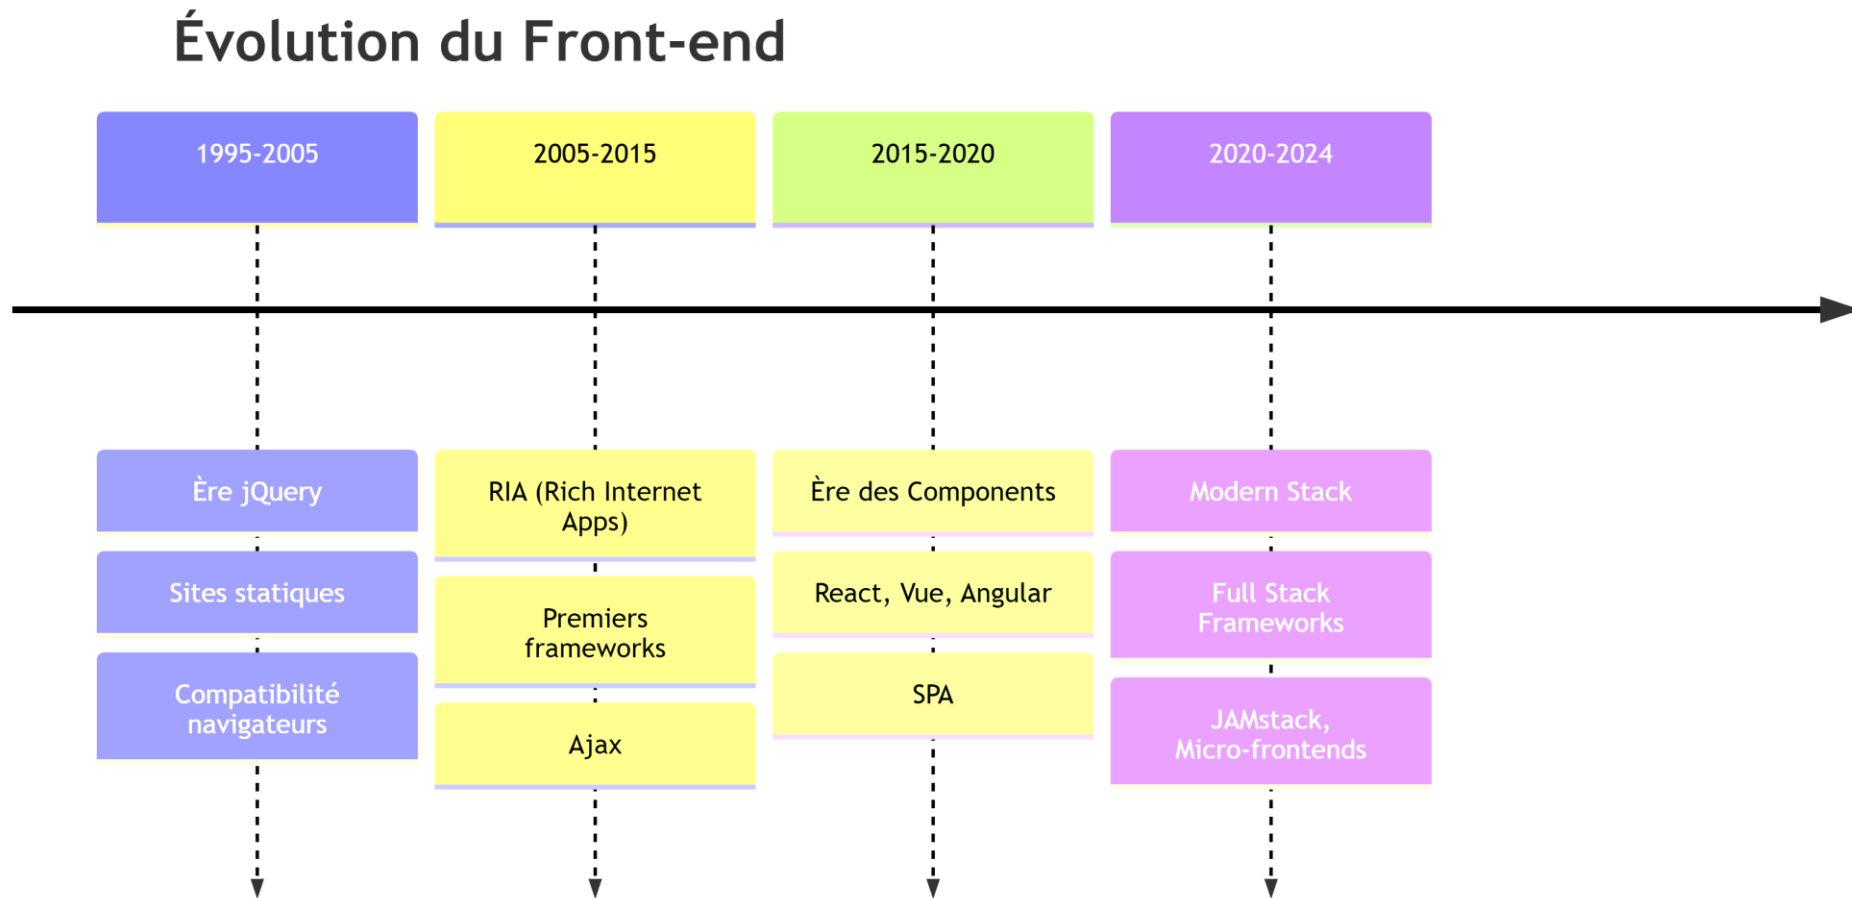 Évolution du Front-end
1995-2005
2005-2015
2015-2020
2020-2024
Ère jQuery
Sites statiques
Compatibilité
navigateurs
RIA (Rich Internet
Apps)
Premiers
frameworks
Ajax
Ère des Components
React, Vue, Angular
SPA
Modern Stack
Full Stack
Frameworks
JAMstack,
Micro-frontends